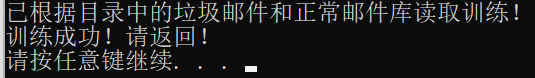 已根据目录中的垃圾邮件和正常邮件库读取训练！
训练成功！请返回！
请按任意键继续. . .